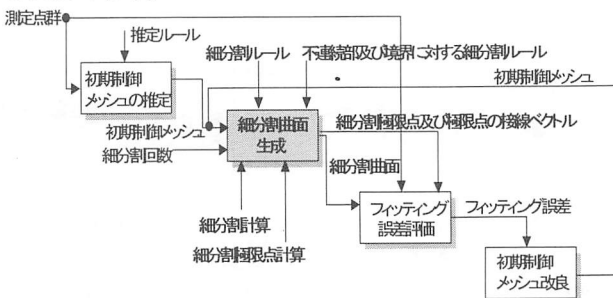 測定点群
推定ルール
細分割ルール
不連続部及び境界に対する細分割ルール
初期制御
メッシュの推定
初期制御メッシュ
初期制御メッシュ
細分割回数
細分割曲面
生成
細分割極限点及び極限点の接線ベクトル
細分割曲面
細分割計算
細分割極限点計算
フィッティング
誤差評価
フィッティング誤差
初期制御
メッシュ改良